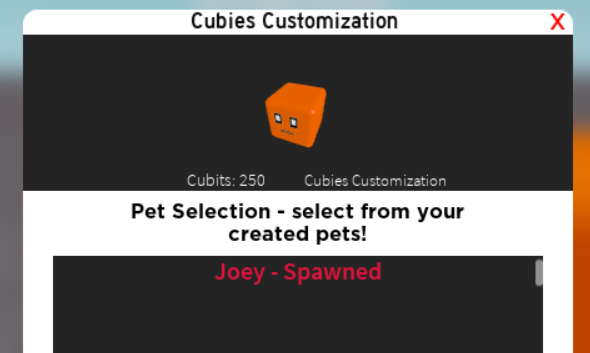 Cubies Customization
X
Cubits: 250
Cubies Customization
Pet Selection - select from your
created pets!
Joey - Spawned